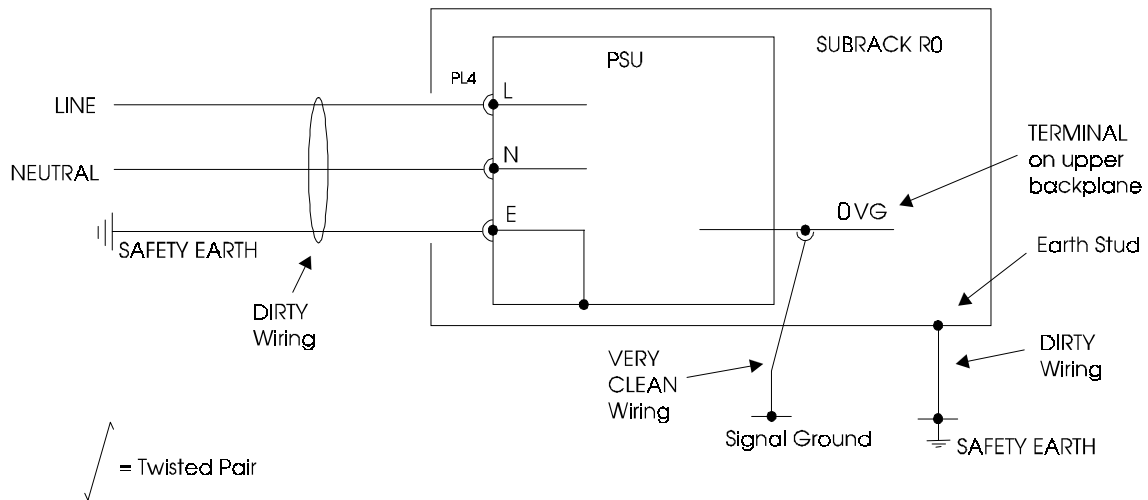 SUBRACK R0
PSU
PL4
L
LINE
N
NEUTRAL
E
SAFETY EARTH
0VG
TERMINAL
on upper
backplane
Earth Stud
DIRTY
Wiring
VERY
CLEAN
Wiring
DIRTY
Wiring
Signal Ground
SAFETY EARTH
= Twisted Pair